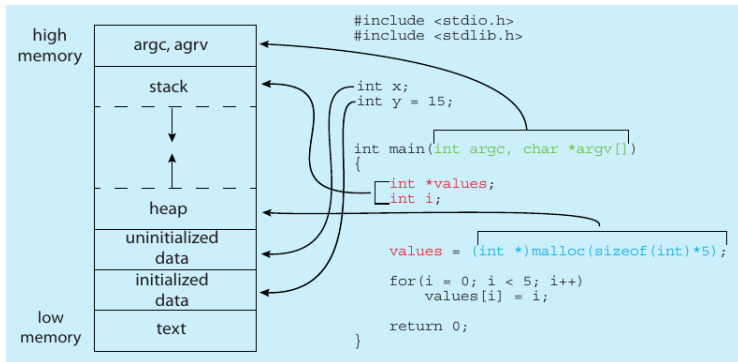 high
memory
argc, agrv
stack
heap
uninitialized
data
initialized
data
low
memory
text
#include <stdio.h>
#include <stdlib.h>
int x;
int y = 15;
int main(int argc, char *argv[])
{
int *values;
int i;
values = (int *)malloc(sizeof(int)*5);
for(i = 0; i < 5; i++)
values[i] = i;
return 0;
}